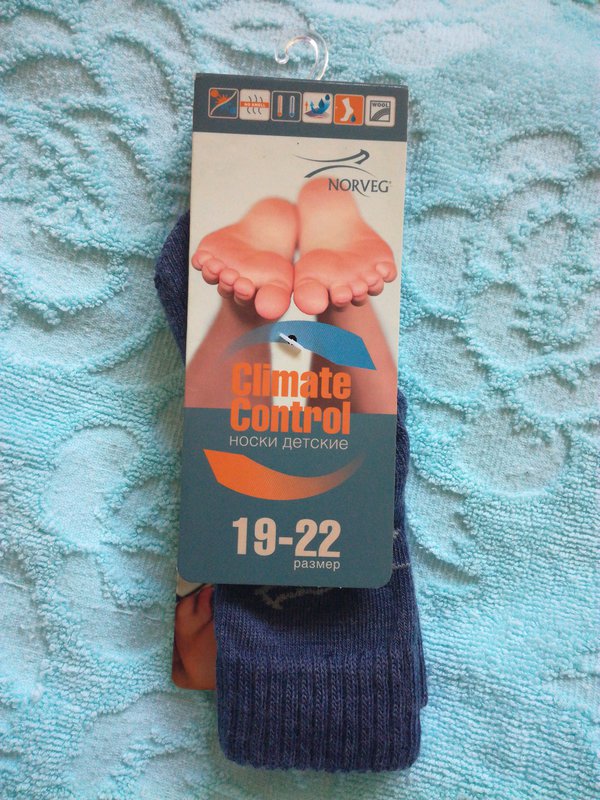 NO SMELL
WOOL
NORVEG®
Climate
Control
носки детские
19-22
размер